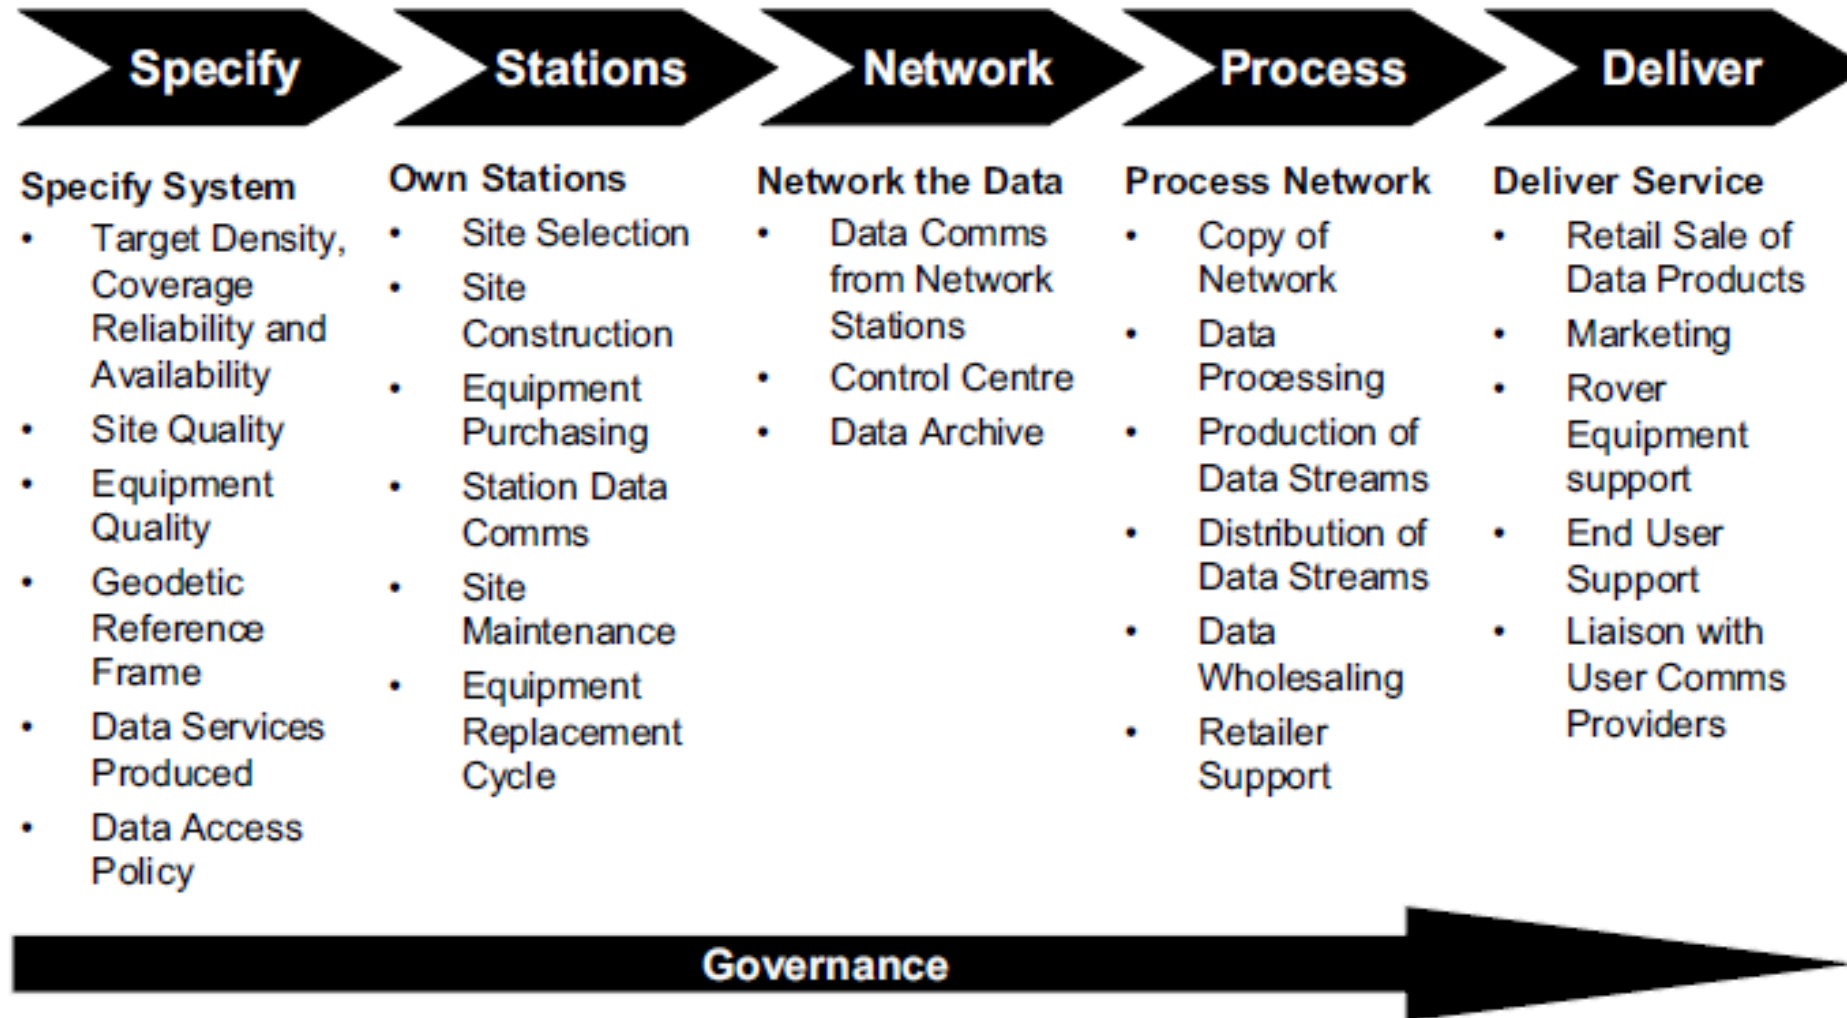 Specify
Stations
Network
Process
Deliver
Specify System
• Target Density,
Coverage
Reliability and
Availability
• Site Quality
• Equipment
Quality
• Geodetic
Reference
Frame
• Data Services
Produced
• Data Access
Policy
Own Stations
• Site Selection
• Site
Construction
• Equipment
Purchasing
• Station Data
Comms
• Site
Maintenance
• Equipment
Replacement
Cycle
Network the Data
• Data Comms
from Network
Stations
• Control Centre
• Data Archive
Process Network
• Copy of
Network
• Data
Processing
• Production of
Data Streams
• Distribution of
Data Streams
• Data
Wholesaling
• Retailer
Support
Deliver Service
• Retail Sale of
Data Products
• Marketing
• Rover
Equipment
support
• End User
Support
• Liaison with
User Comms
Providers
Governance